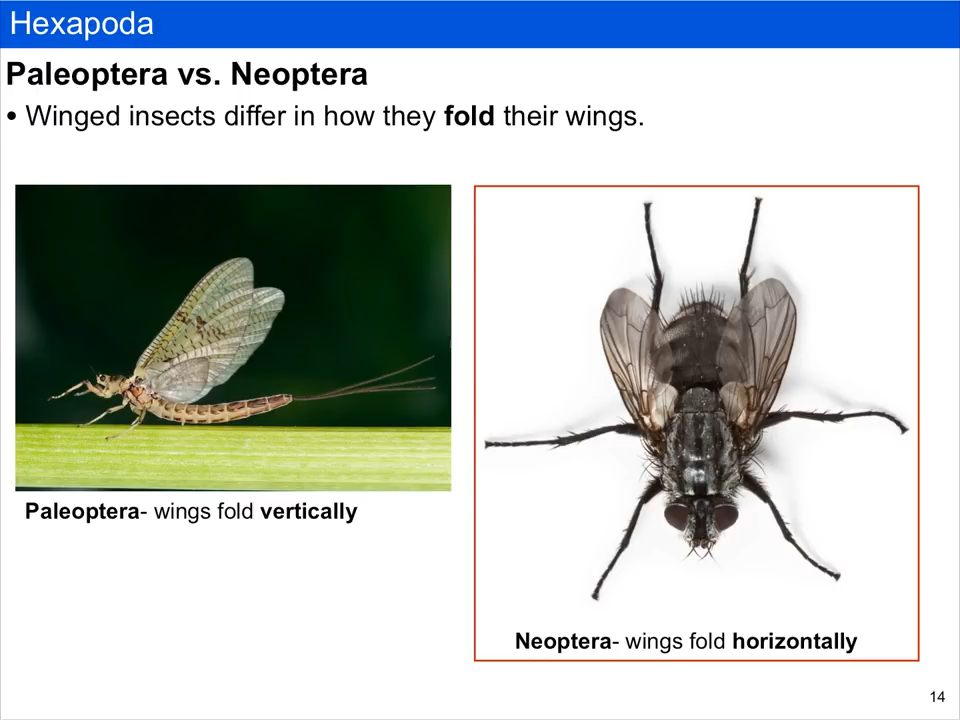 Hexapoda
Paleoptera vs. Neoptera
• Winged insects differ in how they fold their wings.
Paleoptera- wings fold vertically
Neoptera- wings fold horizontally
14